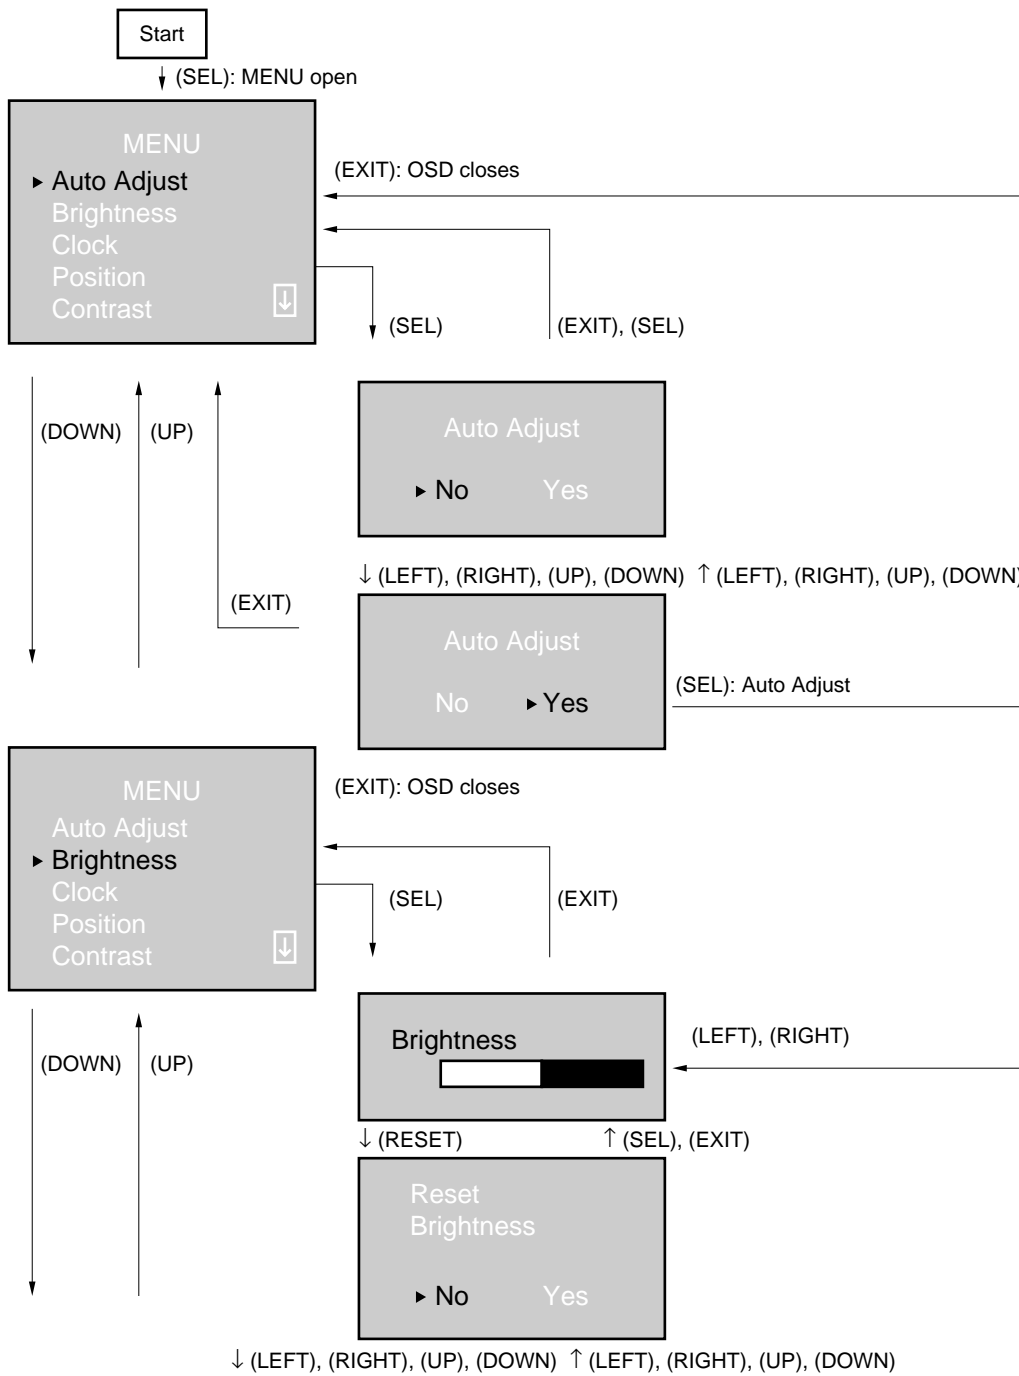 Start
↓ (SEL): MENU open
MENU
▸ Auto Adjust
Brightness
Clock
Position
Contrast ↓
(EXIT): OSD closes
(SEL) (EXIT), (SEL)
(DOWN) (UP)
Auto Adjust
▸ No Yes
↓ (LEFT), (RIGHT), (UP), (DOWN) ↑ (LEFT), (RIGHT), (UP), (DOWN)
(EXIT)
Auto Adjust
No ▸ Yes
(SEL): Auto Adjust
MENU
Auto Adjust
▸ Brightness
Clock
Position
Contrast ↓
(EXIT): OSD closes
(SEL) (EXIT)
(DOWN) (UP)
Brightness
(LEFT), (RIGHT)
↓ (RESET) ↑ (SEL), (EXIT)
Reset
Brightness
▸ No Yes
↓ (LEFT), (RIGHT), (UP), (DOWN) ↑ (LEFT), (RIGHT), (UP), (DOWN)